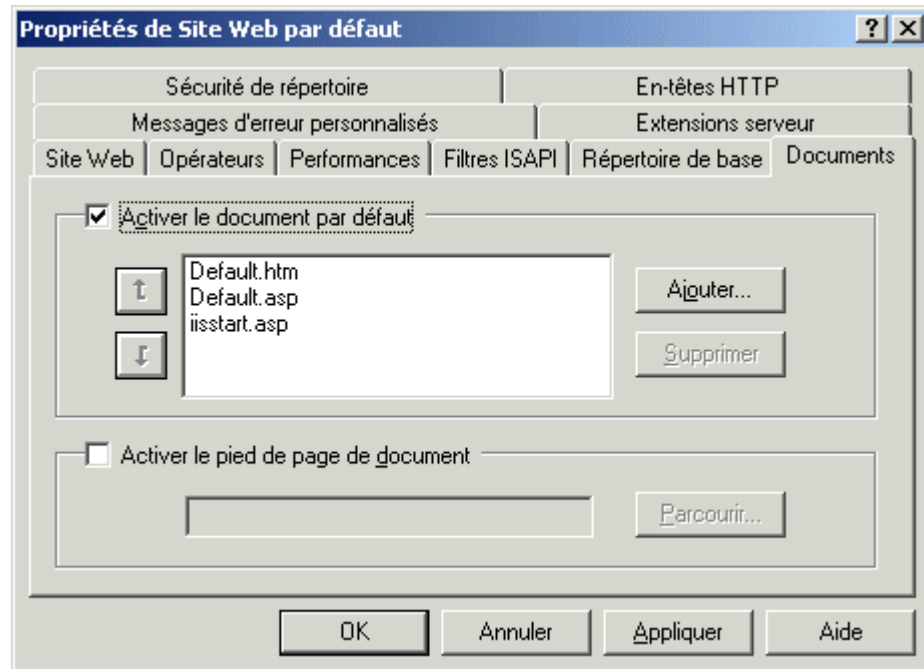 Propriétés de Site Web par défaut
Sécurité de répertoire
En-têtes HTTP
Messages d'erreur personnalisés
Extensions serveur
Site Web
Opérateurs
Performances
Filtres ISAPI
Répertoire de base
Documents
Activer le document par défaut
Default.htm
Default.asp
iisstart.asp
Ajouter...
Supprimer
Activer le pied de page de document
Parcourir...
OK
Annuler
Appliquer
Aide